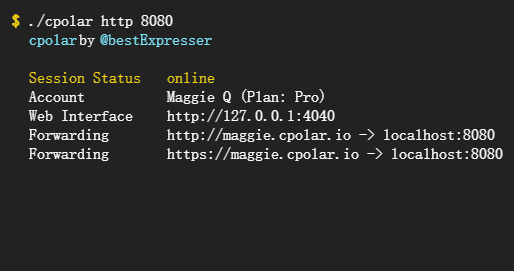 $ ./cpolar http 8080
cpolar by @bestExpresser
Session Status online
Account Maggie Q (Plan: Pro)
Web Interface http://127.0.0.1:4040
Forwarding http://maggie.cpolar.io -> localhost:8080
Forwarding https://maggie.cpolar.io -> localhost:8080